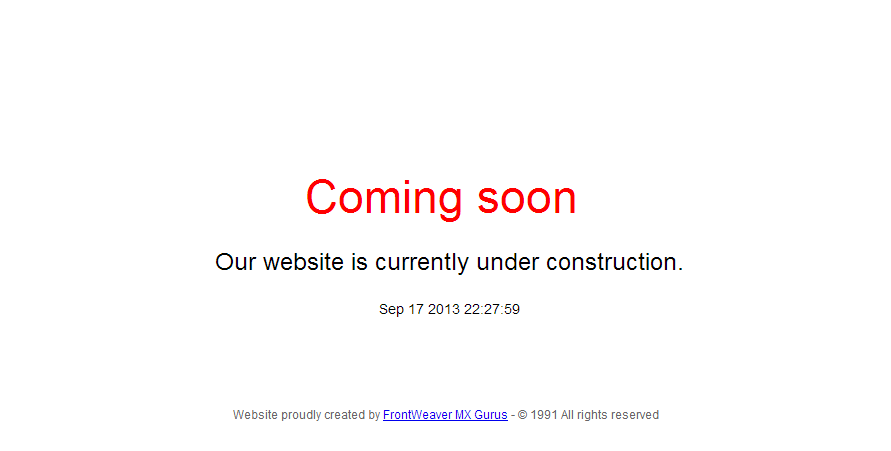 Coming soon
Our website is currently under construction.
Sep 17 2013 22:27:59
Website proudly created by FrontWeaver MX Gurus - © 1991 All rights reserved